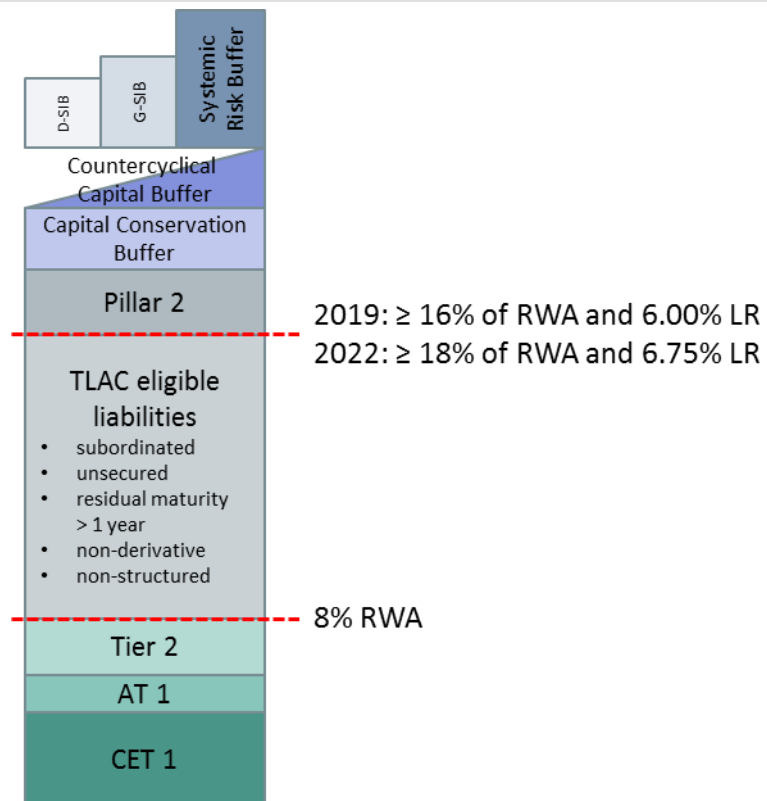 D-SIB
G-SIB
Systemic
Risk Buffer
Countercyclical
Capital Buffer
Capital Conservation
Buffer
Pillar 2
2019: ≥ 16% of RWA and 6.00% LR
2022: ≥ 18% of RWA and 6.75% LR
TLAC eligible
liabilities
• subordinated
• unsecured
• residual maturity
> 1 year
• non-derivative
• non-structured
8% RWA
Tier 2
AT 1
CET 1